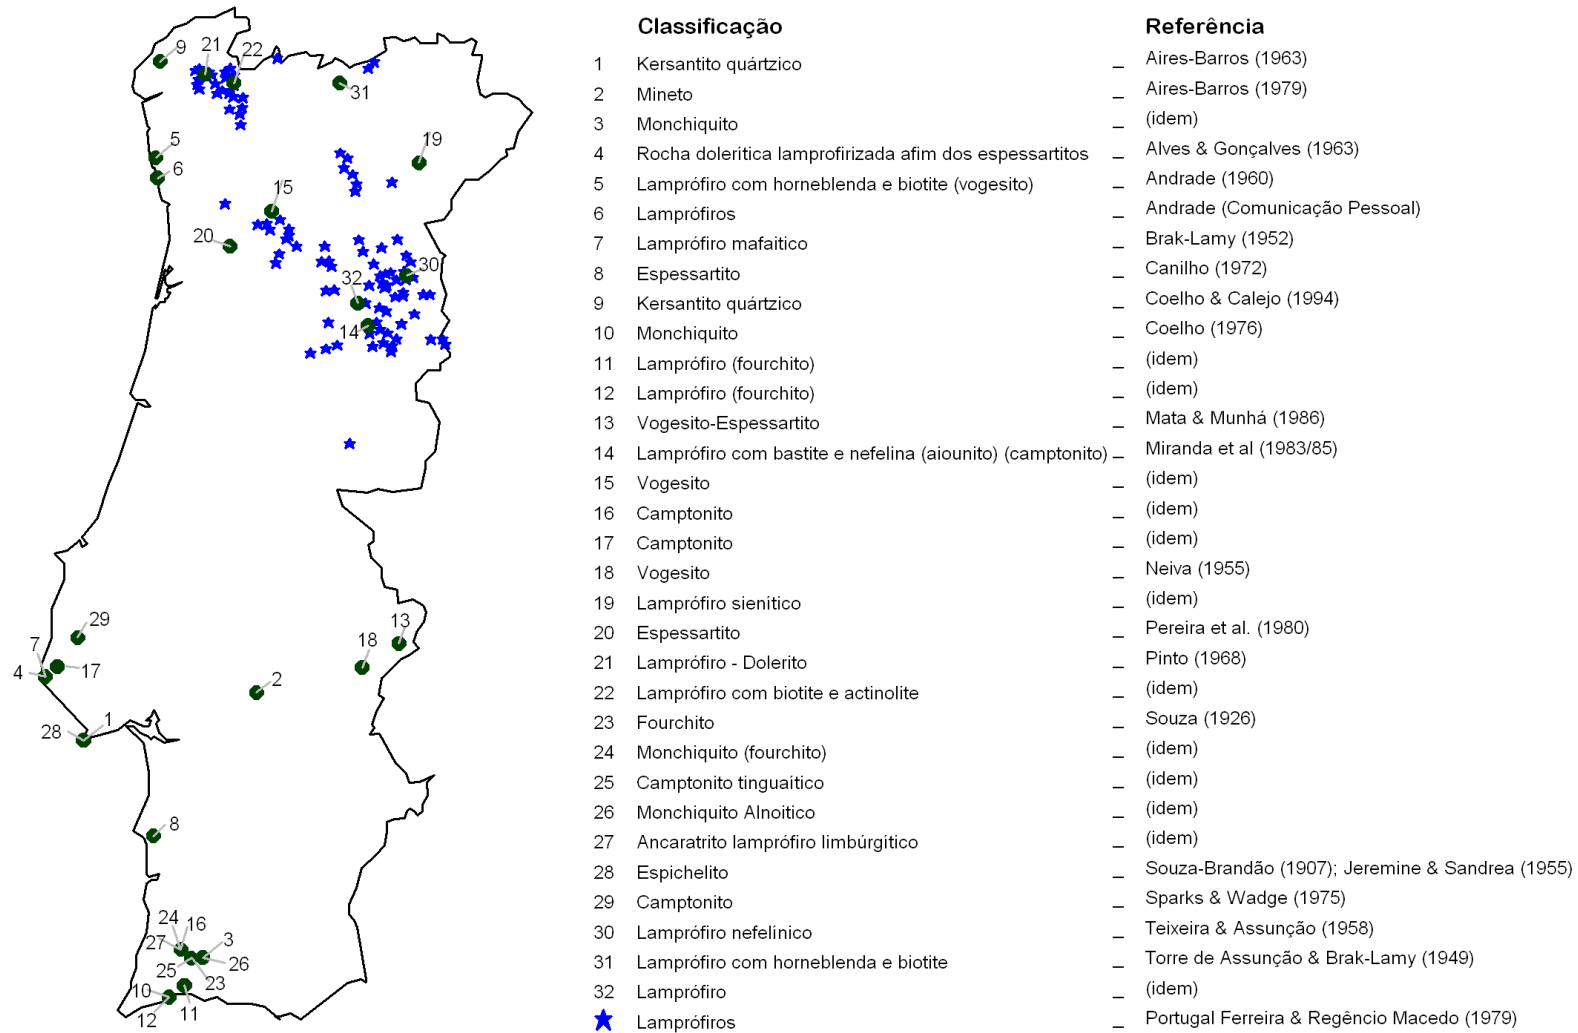 Classificação Referência
1 Kersantito quártzico _ Aires-Barros (1963)
2 Mineto _ Aires-Barros (1979)
3 Monchiquito _ (idem)
4 Rocha doleritica lamprofirizada afim dos espessartitos _ Alves & Gonçalves (1963)
5 Lamprófiro com horneblenda e biotite (vogesito) _ Andrade (1960)
6 Lamprófiros _ Andrade (Comunicação Pessoal)
7 Lamprófiro mafaitico _ Brak-Lamy (1952)
8 Espessartito _ Canilho (1972)
9 Kersantito quártzico _ Coelho & Calejo (1994)
10 Monchiquito _ Coelho (1976)
11 Lamprófiro (fourchito) _ (idem)
12 Lamprófiro (fourchito) _ (idem)
13 Vogesito-Espessartito _ Mata & Munhá (1986)
14 Lamprófiro com bastite e nefelina (aiounito) (camptonito) _ Miranda et al (1983/85)
15 Vogesito _ (idem)
16 Camptonito _ (idem)
17 Camptonito _ (idem)
18 Vogesito _ Neiva (1955)
19 Lamprófiro sienítico _ (idem)
20 Espessartito _ Pereira et al. (1980)
21 Lamprófiro - Dolerito _ Pinto (1968)
22 Lamprófiro com biotite e actinolite _ (idem)
23 Fourchito _ Souza (1926)
24 Monchiquito (fourchito) _ (idem)
25 Camptonito tinguaítico _ (idem)
26 Monchiquito Alnoitico _ (idem)
27 Ancaratrito lamprófiro limbúrgítico _ (idem)
28 Espichelito _ Souza-Brandão (1907); Jeremine & Sandrea (1955)
29 Camptonito _ Sparks & Wadge (1975)
30 Lamprófiro nefelínico _ Teixeira & Assunção (1958)
31 Lamprófiro com horneblenda e biotite _ Torre de Assunção & Brak-Lamy (1949)
32 Lamprófiro _ (idem)
Lamprófiros _ Portugal Ferreira & Regêncio Macedo (1979)
9
21
22
31
5
6
19
15
20
30
32
14
29
7
4
17
13
18
2
1
28
8
24
16
27
3
25
26
23
10
11
12